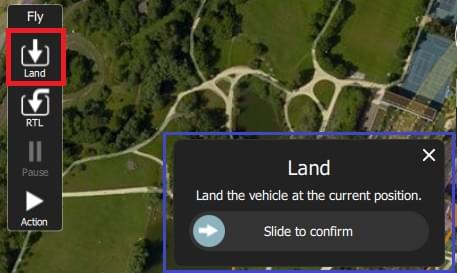 Fly
Land
RTL
Pause
Action
Land
Land the vehicle at the current position.
Slide to confirm